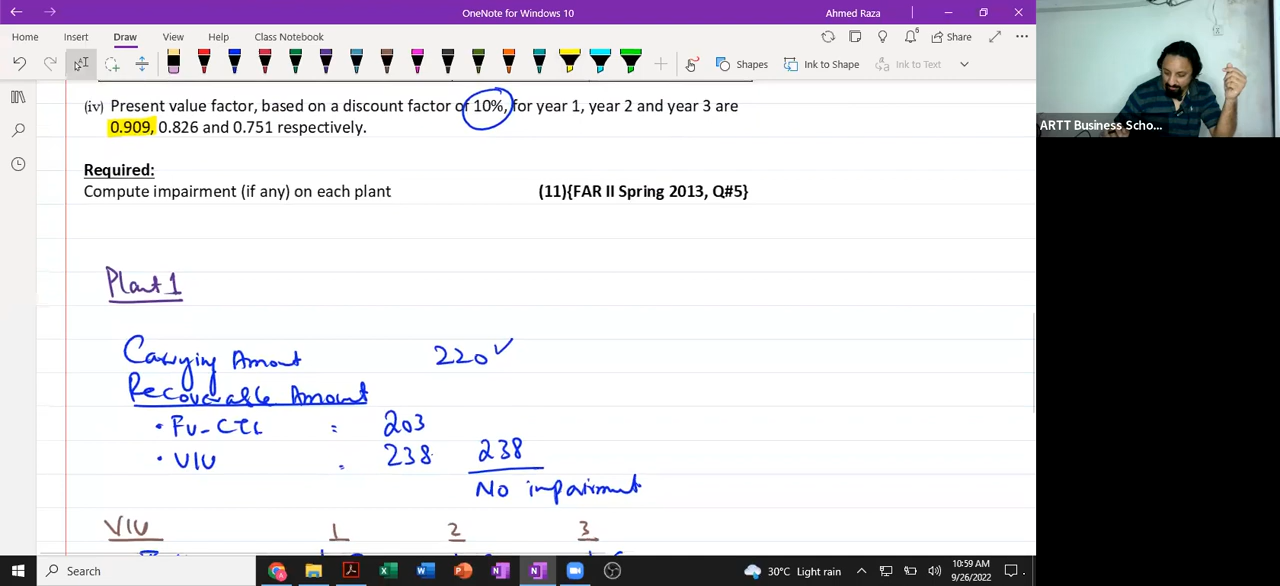 OneNote for Windows 10
Ahmed Raza
Home Insert Draw View Help Class Notebook
Share
Shapes Ink to Shape Ink to Text
(iv) Present value factor, based on a discount factor of 10%, for year 1, year 2 and year 3 are
0.909, 0.826 and 0.751 respectively.
Required:
Compute impairment (if any) on each plant (11){FAR II Spring 2013, Q#5}
ARTT Business Scho...
Plant 1
Carrying Amount 220
Recoverable Amount
• FV-CTS = 203
• VIU = 238 238
No impairment
VIU 1 2 3
Search
30°C Light rain
10:59 AM
9/26/2022